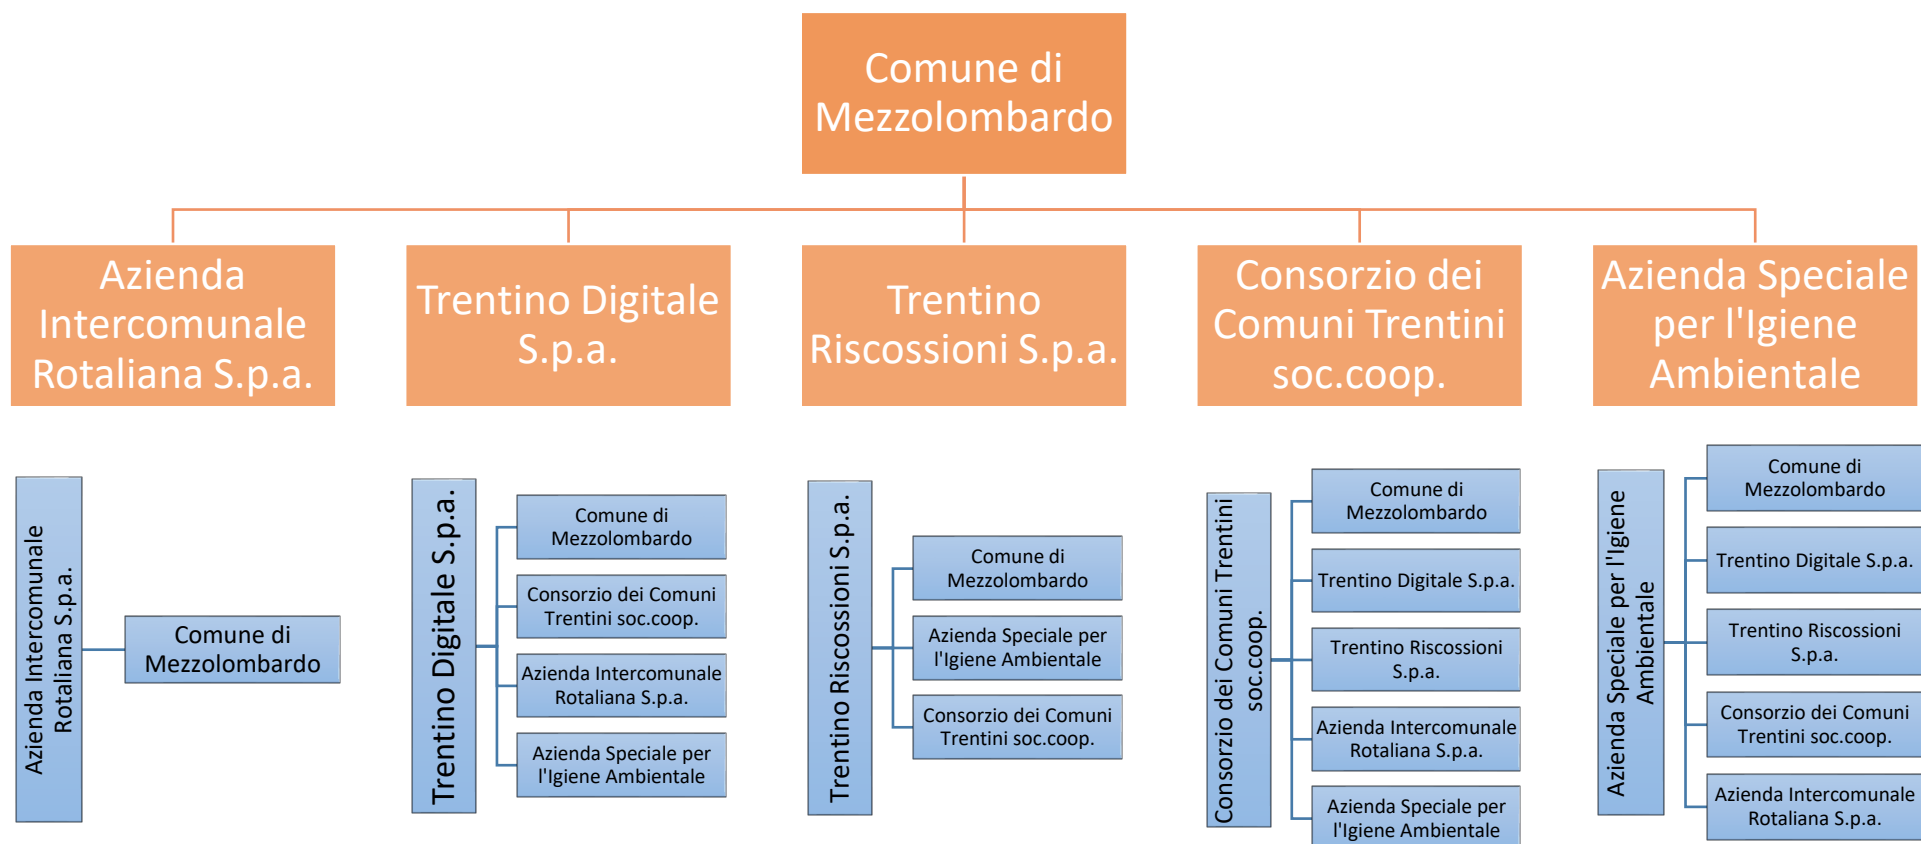 Comune di
Mezzolombardo
Azienda
Intercomunale
Rotaliana S.p.a.
Trentino Digitale
S.p.a.
Trentino
Riscossioni S.p.a.
Consorzio dei
Comuni Trentini
soc.coop.
Azienda Speciale
per l'Igiene
Ambientale
Azienda Intercomunale
Rotaliana S.p.a.
Comune di
Mezzolombardo
Trentino Digitale S.p.a.
Comune di
Mezzolombardo
Consorzio dei Comuni
Trentini soc.coop.
Azienda Intercomunale
Rotaliana S.p.a.
Azienda Speciale per
l'Igiene Ambientale
Trentino Riscossioni S.p.a.
Comune di
Mezzolombardo
Azienda Speciale per
l'Igiene Ambientale
Consorzio dei Comuni
Trentini soc.coop.
Consorzio dei Comuni Trentini
soc.coop.
Comune di
Mezzolombardo
Trentino Digitale S.p.a.
Trentino Riscossioni
S.p.a.
Azienda Intercomunale
Rotaliana S.p.a.
Azienda Speciale per
l'Igiene Ambientale
Azienda Speciale per l'Igiene
Ambientale
Comune di
Mezzolombardo
Trentino Digitale S.p.a.
Trentino Riscossioni
S.p.a.
Consorzio dei Comuni
Trentini soc.coop.
Azienda Intercomunale
Rotaliana S.p.a.